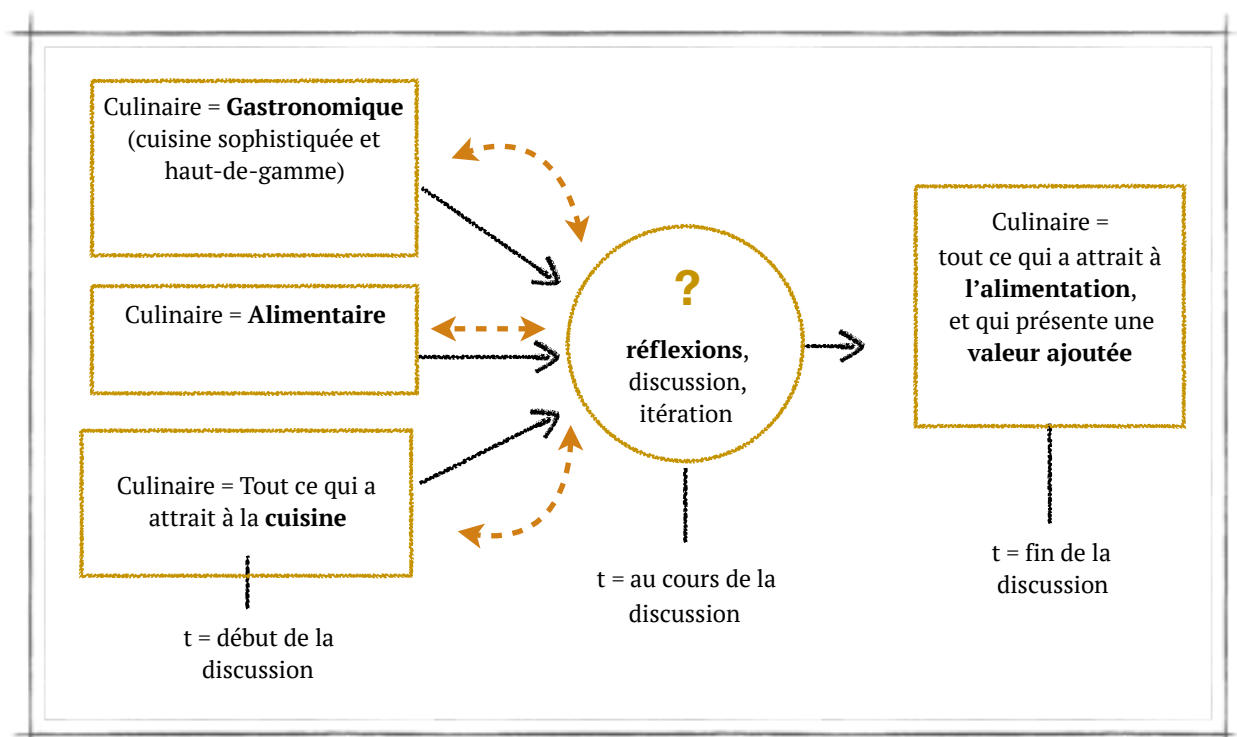 Culinaire = Gastronomique
(cuisine sophistiquée et
haut-de-gamme)
Culinaire = Alimentaire
Culinaire = Tout ce qui a
attrait à la cuisine
t = début de la
discussion
?
réflexions,
discussion,
itération
t = au cours de la
discussion
Culinaire =
tout ce qui a attrait à
l’alimentation,
et qui présente une
valeur ajoutée
t = fin de la
discussion